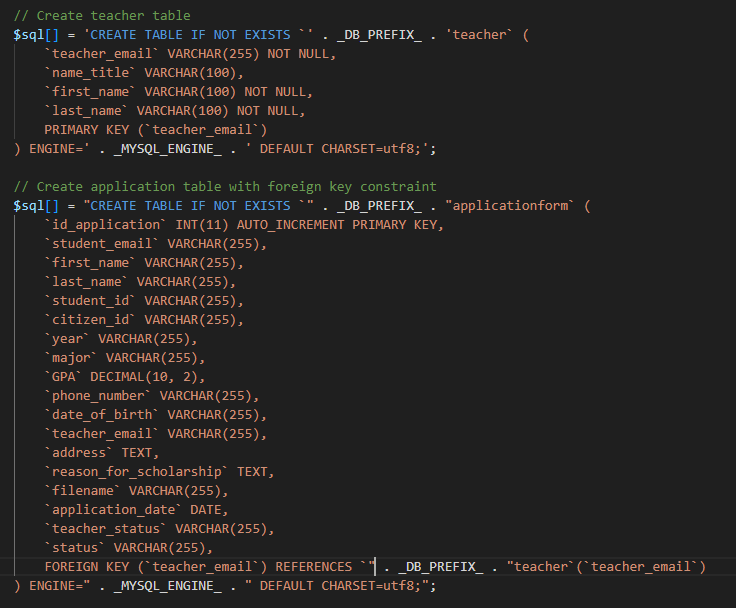 // Create teacher table
$sql[] = 'CREATE TABLE IF NOT EXISTS `' . _DB_PREFIX_ . 'teacher` (
`teacher_email` VARCHAR(255) NOT NULL,
`name_title` VARCHAR(100),
`first_name` VARCHAR(100) NOT NULL,
`last_name` VARCHAR(100) NOT NULL,
PRIMARY KEY (`teacher_email`)
) ENGINE=' . _MYSQL_ENGINE_ . ' DEFAULT CHARSET=utf8;';
// Create application table with foreign key constraint
$sql[] = "CREATE TABLE IF NOT EXISTS `" . _DB_PREFIX_ . "applicationform` (
`id_application` INT(11) AUTO_INCREMENT PRIMARY KEY,
`student_email` VARCHAR(255),
`first_name` VARCHAR(255),
`last_name` VARCHAR(255),
`student_id` VARCHAR(255),
`citizen_id` VARCHAR(255),
`year` VARCHAR(255),
`major` VARCHAR(255),
`GPA` DECIMAL(10, 2),
`phone_number` VARCHAR(255),
`date_of_birth` VARCHAR(255),
`teacher_email` VARCHAR(255),
`address` TEXT,
`reason_for_scholarship` TEXT,
`filename` VARCHAR(255),
`application_date` DATE,
`teacher_status` VARCHAR(255),
`status` VARCHAR(255),
FOREIGN KEY (`teacher_email`) REFERENCES `" . _DB_PREFIX_ . "teacher`(`teacher_email`)
) ENGINE=" . _MYSQL_ENGINE_ . " DEFAULT CHARSET=utf8;";